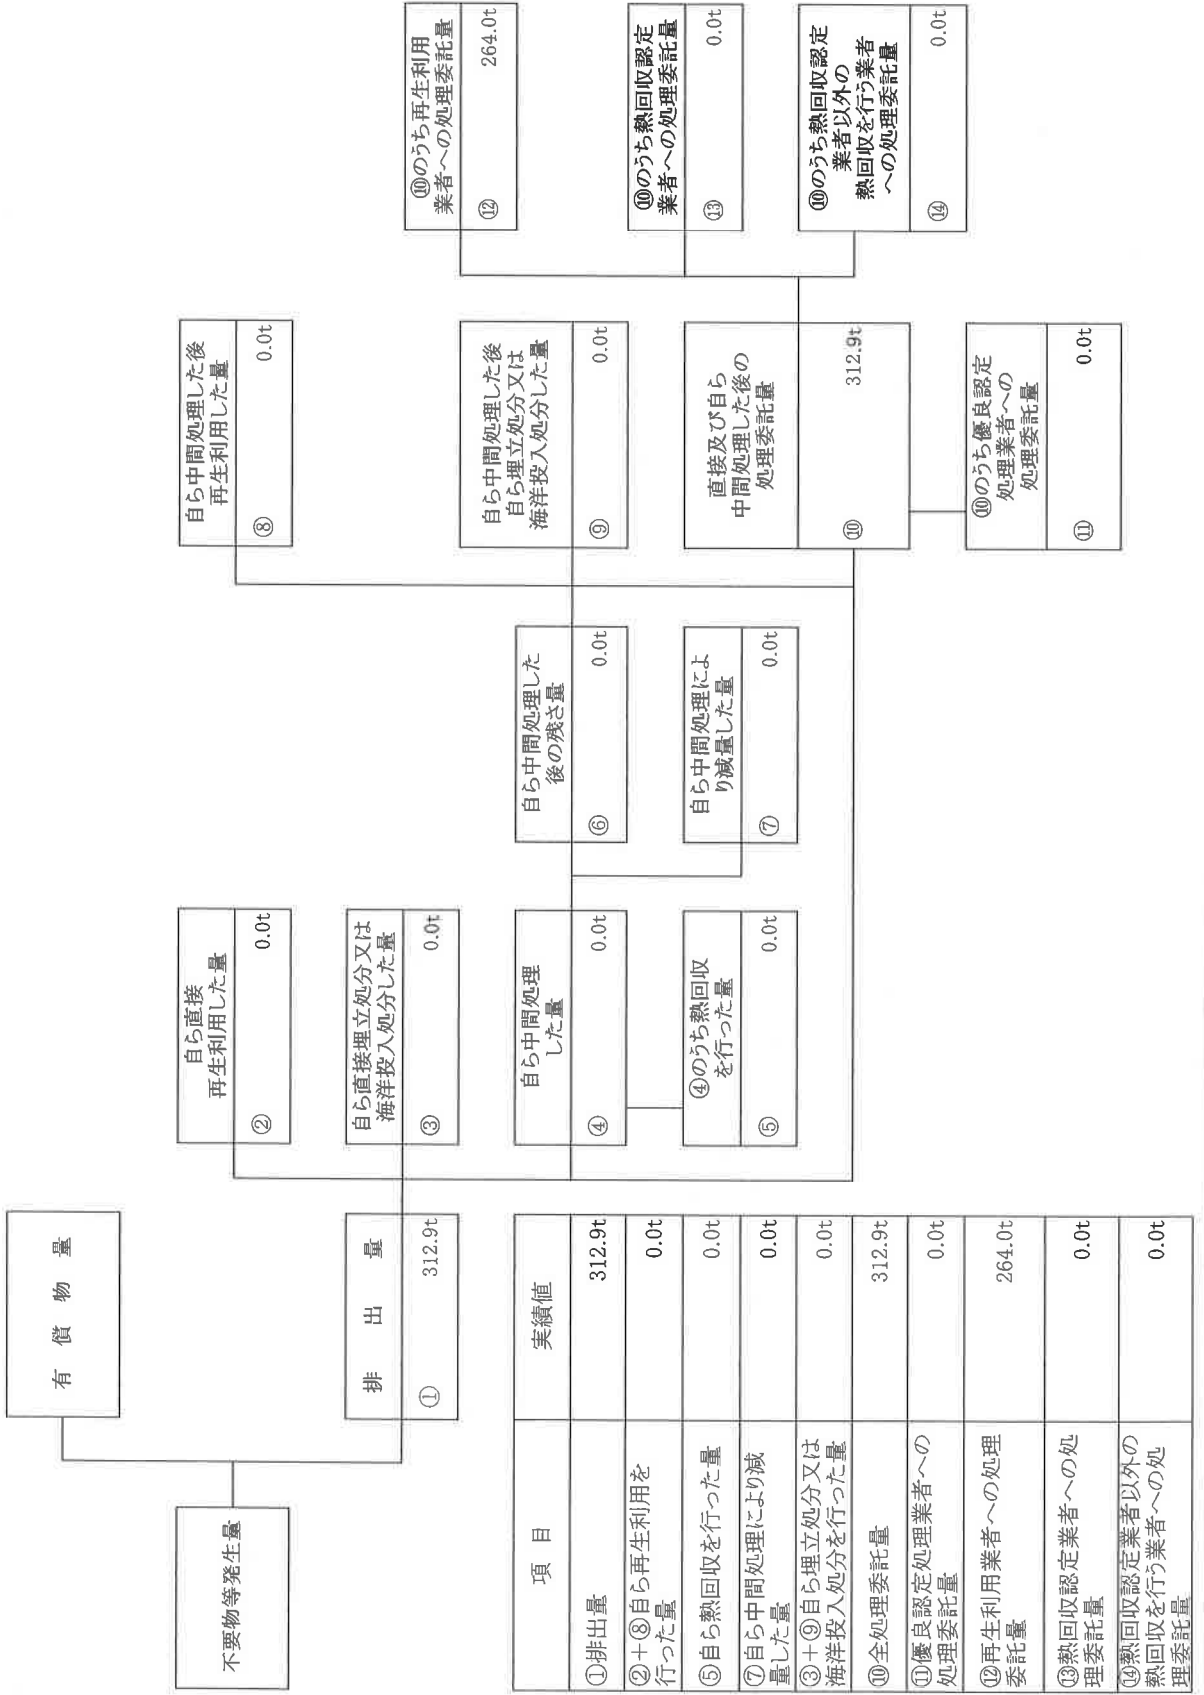 不要物等発生量
有償物量
排出量
① 312.9t
自ら直接
再生利用した量
② 0.0t
自ら直接埋立処分又は
海洋投入処分した量
③ 0.0t
自ら中間処理
した量
④ 0.0t
④のうち熱回収
を行った量
⑤ 0.0t
自ら中間処理した
後の残さ量
⑥ 0.0t
自ら中間処理によ
り減量した量
⑦ 0.0t
自ら中間処理した後
再生利用した量
⑧ 0.0t
自ら中間処理した後
自ら埋立処分又は
海洋投入処分した量
⑨ 0.0t
直接及び自ら
中間処理した後の
処理委託量
⑩ 312.9t
⑩のうち優良認定
処理業者への
処理委託量
⑪ 0.0t
⑩のうち再生利用
業者への処理委託量
⑫ 264.0t
⑩のうち熱回収認定
業者への処理委託量
⑬ 0.0t
⑩のうち熱回収認定
業者以外の
熱回収を行う業者
への処理委託量
⑭ 0.0t
項目 実績値
①排出量 312.9t
②+⑧自ら再生利用を
行った量 0.0t
⑤自ら熱回収を行った量 0.0t
⑦自ら中間処理により減
量した量 0.0t
③+⑨自ら埋立処分又は
海洋投入処分を行った量 0.0t
⑩全処理委託量 312.9t
⑪優良認定処理業者への
処理委託量 0.0t
⑫再生利用業者への処理
委託量 264.0t
⑬熱回収認定業者への処
理委託量 0.0t
⑭熱回収認定業者以外の
熱回収を行う業者への処
理委託量 0.0t